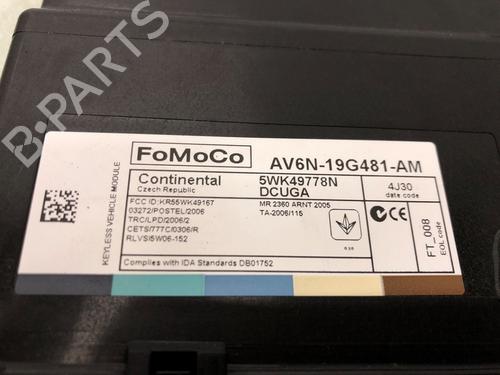 B-PARTS
KEYLESS VEHICLE MODULE
FoMoCo
AV6N-19G481-AM
Continental
Czech Republic
5WK49778N
DCUGA
4J30
date code
FCC ID:KR55WK49167
03272/POSTEL/2006
TRC/LPD/2006/2
CETS/777C/0306/R
RLVSI5W06-152
MR 2360 ARNT 2005
TA-2006/115
FT_008
EOL code
Complies with IDA Standards DB01752